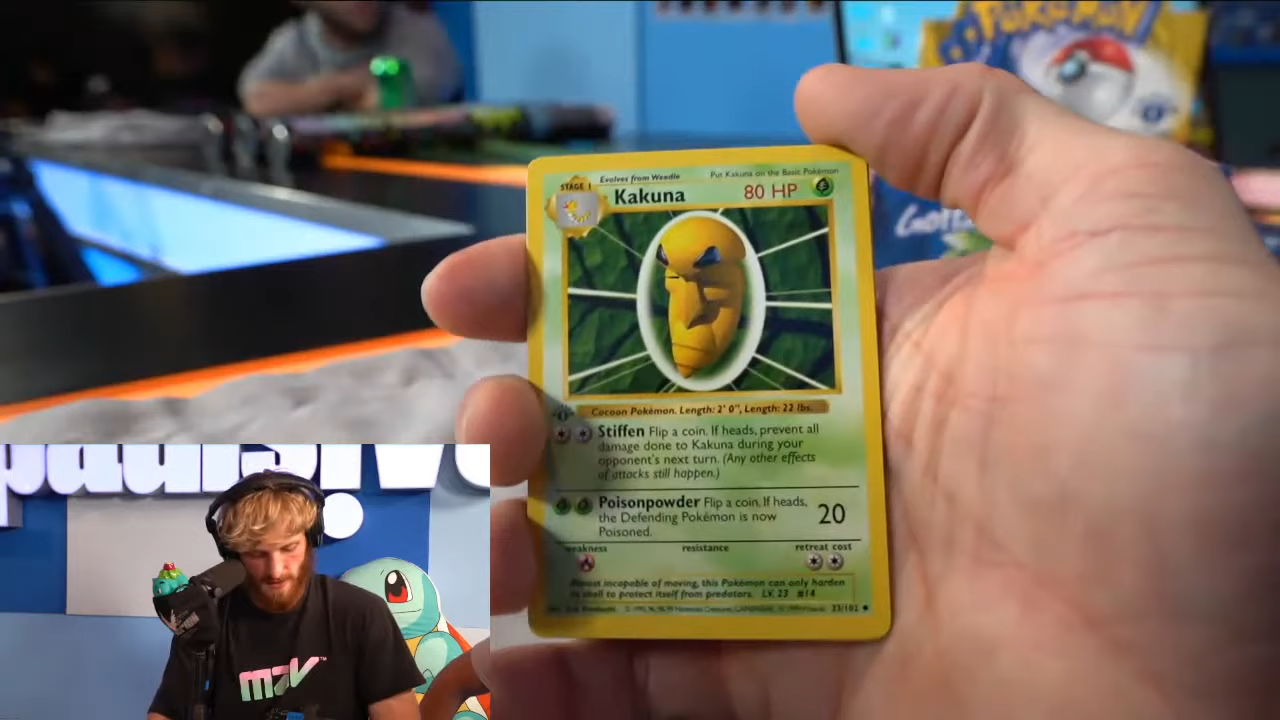 POKéMON
Evolves from Weedle
Put Kakuna on the Basic Pokémon
STAGE 1
Kakuna
80 HP
Cocoon Pokémon. Length: 2' 0", Length: 22 lbs.
Stiffen Flip a coin. If heads, prevent all
damage done to Kakuna during your
opponent's next turn. (Any other effects
of attacks still happen.)
Poisonpowder Flip a coin. If heads,
the Defending Pokémon is now
Poisoned.
20
weakness
resistance
retreat cost
Almost incapable of moving, this Pokémon can only harden
its shell to protect itself from predators. LV. 23 #14
33/102
paulsive